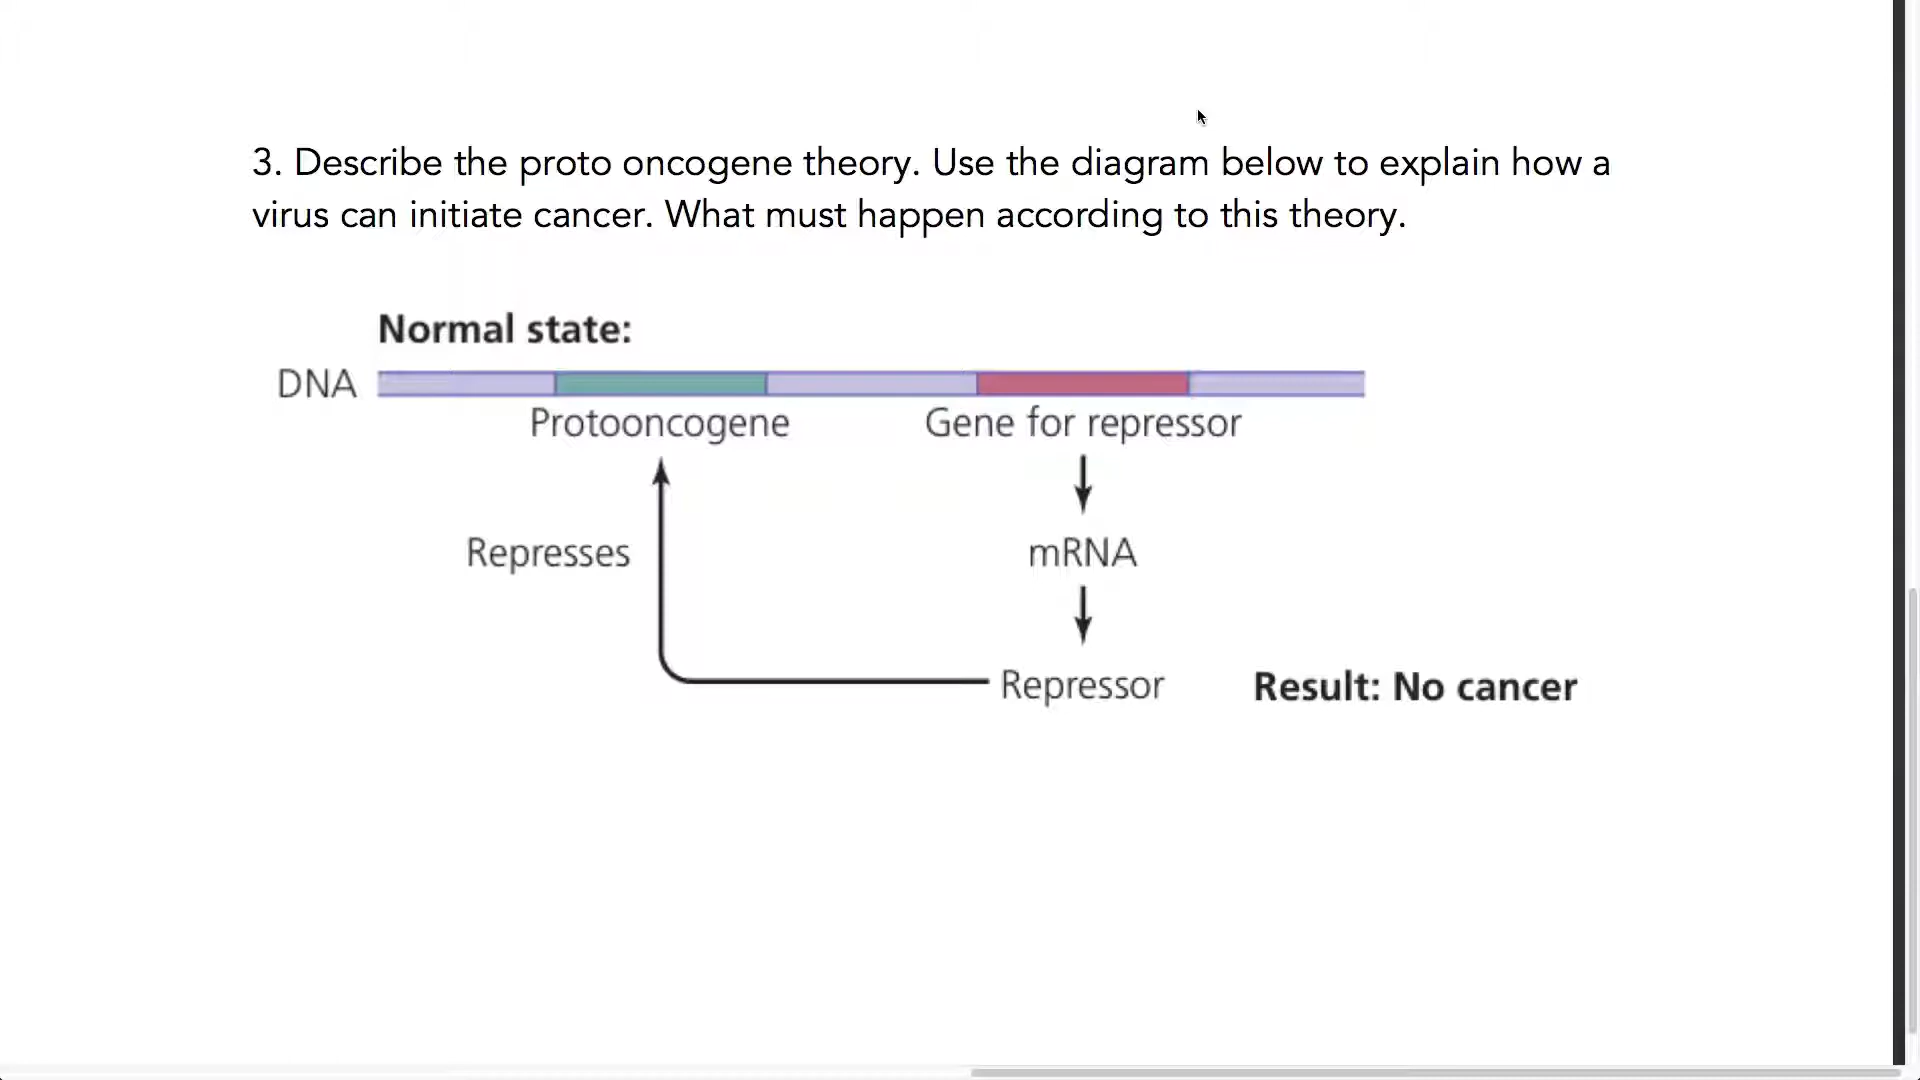 3. Describe the proto oncogene theory. Use the diagram below to explain how a
virus can initiate cancer. What must happen according to this theory.
Normal state:
DNA
Protooncogene
Gene for repressor
Represses
mRNA
Repressor
Result: No cancer